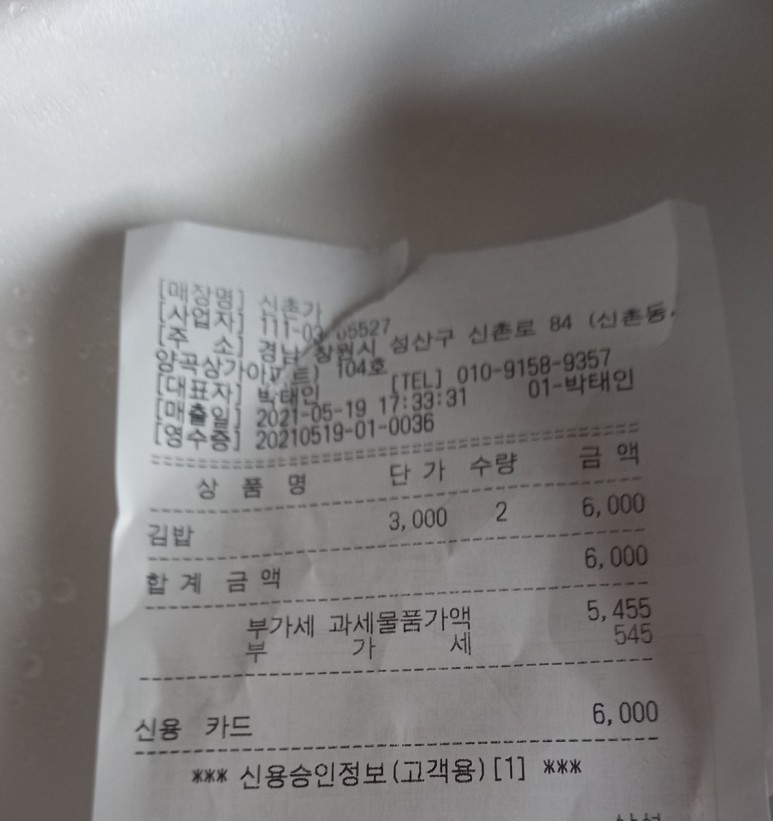 [매장명] 신촌가
[사업자] 111-03 05527
[주 소] 경남 창원시 성산구 신촌로 84 (신촌동,
양곡상가아파트) 104호
[대표자] 박태인 [TEL] 010-9158-9357
[매출일] 2021-05-19 17:33:31 01-박태인
[영수증] 20210519-01-0036
상 품 명 단 가 수량 금 액
김밥 3,000 2 6,000
합 계 금 액 6,000
부가세 과세물품가액 5,455
부 가 세 545
신용 카드 6,000
*** 신용승인정보(고객용)[1] ***